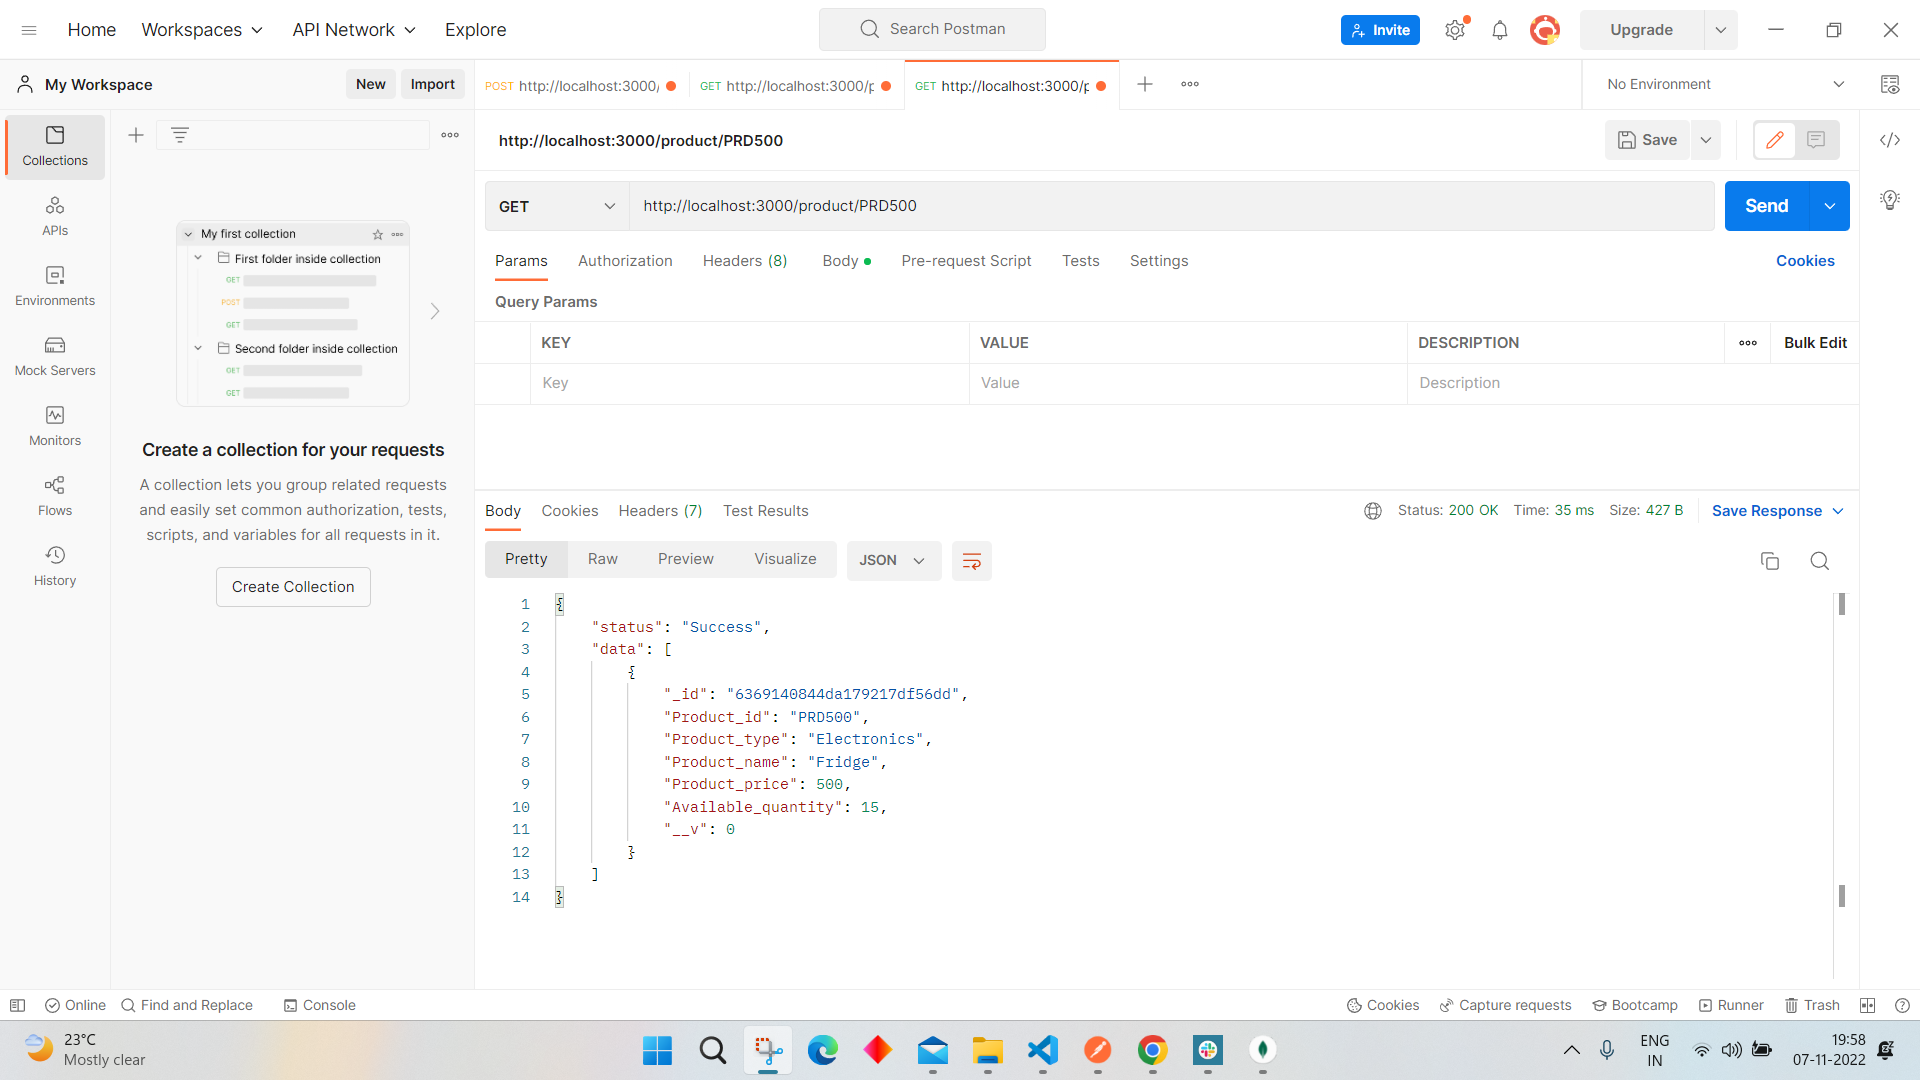 Home Workspaces API Network Explore Search Postman Invite Upgrade
My Workspace New Import POST http://localhost:3000/ GET http://localhost:3000/p GET http://localhost:3000/p No Environment
http://localhost:3000/product/PRD500 Save
Collections
APIs
Environments
Mock Servers
Monitors
Flows
History
My first collection
First folder inside collection
GET
POST
GET
Second folder inside collection
GET
GET
Create a collection for your requests
A collection lets you group related requests
and easily set common authorization, tests,
scripts, and variables for all requests in it.
Create Collection
GET http://localhost:3000/product/PRD500 Send
Params Authorization Headers (8) Body Pre-request Script Tests Settings Cookies
Query Params
KEY VALUE DESCRIPTION Bulk Edit
Key Value Description
Body Cookies Headers (7) Test Results Status: 200 OK Time: 35 ms Size: 427 B Save Response
Pretty Raw Preview Visualize JSON
1 {
2 "status": "Success",
3 "data": [
4 {
5 "_id": "6369140844da179217df56dd",
6 "Product_id": "PRD500",
7 "Product_type": "Electronics",
8 "Product_name": "Fridge",
9 "Product_price": 500,
10 "Available_quantity": 15,
11 "__v": 0
12 }
13 ]
14 }
Online Find and Replace Console Cookies Capture requests Bootcamp Runner Trash
23°C
Mostly clear
ENG
IN
19:58
07-11-2022